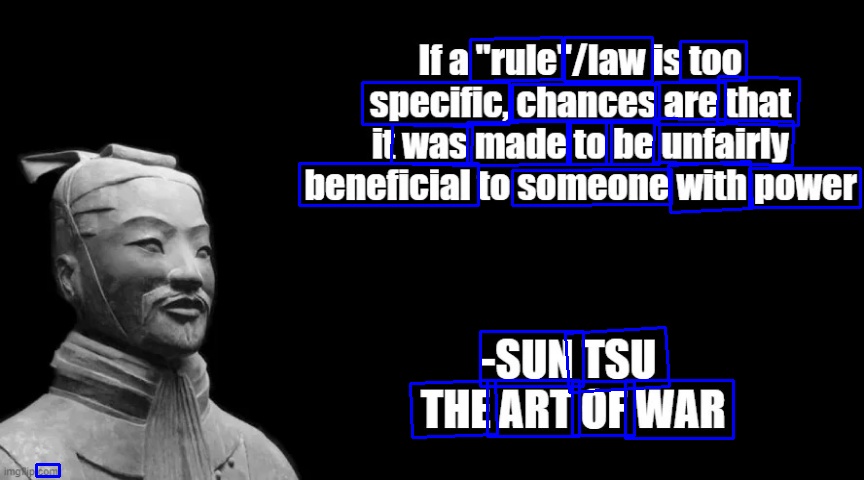 If a "rule"/law is too
specific, chances are that
it was made to be unfairly
beneficial to someone with power
-SUN TSU
THE ART OF WAR
imgflip.com